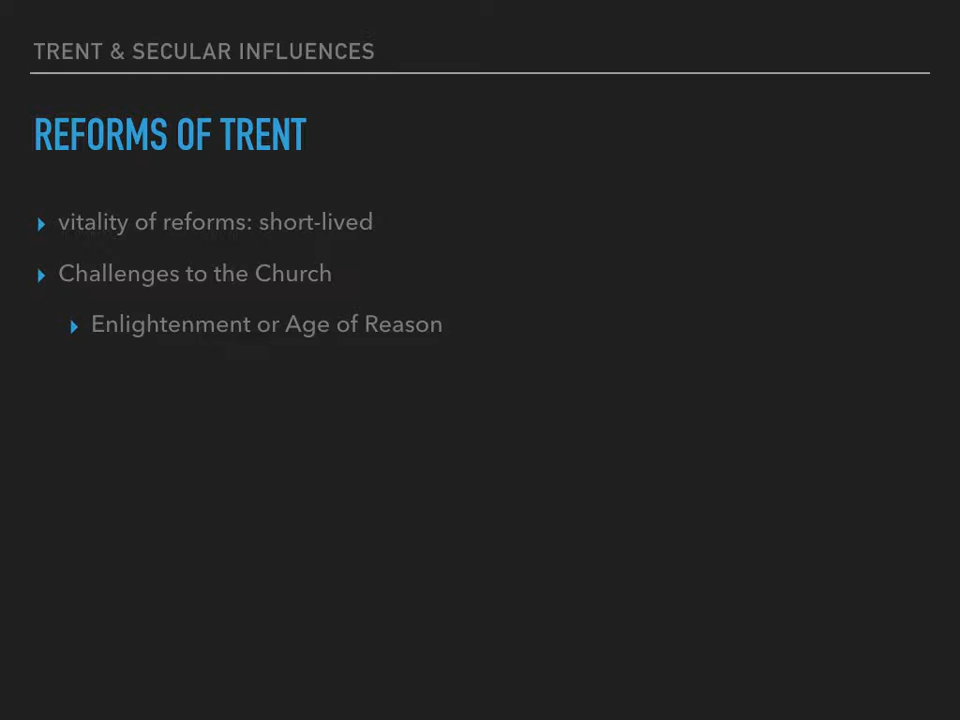 TRENT & SECULAR INFLUENCES
REFORMS OF TRENT
vitality of reforms: short-lived
Challenges to the Church
Enlightenment or Age of Reason